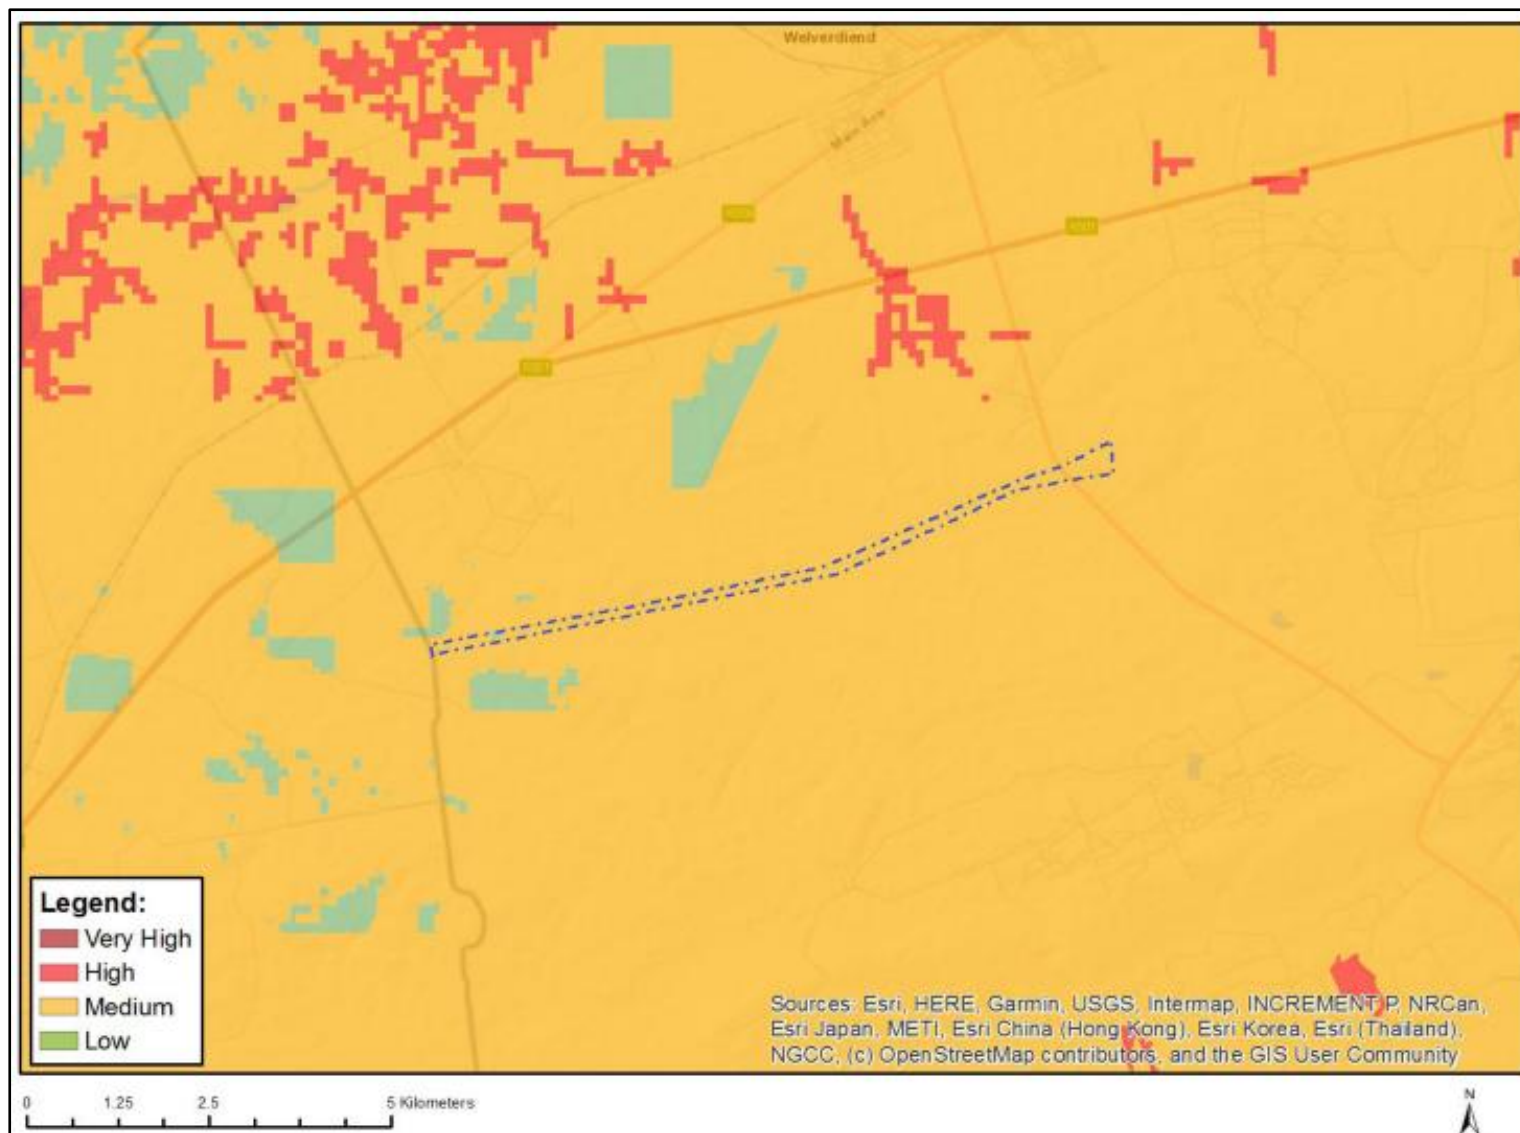 Welverdiend
Main Ave
Legend:
Very High
High
Medium
Low
Sources: Esri, HERE, Garmin, USGS, Intermap, INCREMENT P, NRCan,
Esri Japan, METI, Esri China (Hong Kong), Esri Korea, Esri (Thailand),
NGCC, (c) OpenStreetMap contributors, and the GIS User Community
0 1.25 2.5 5 Kilometers
N